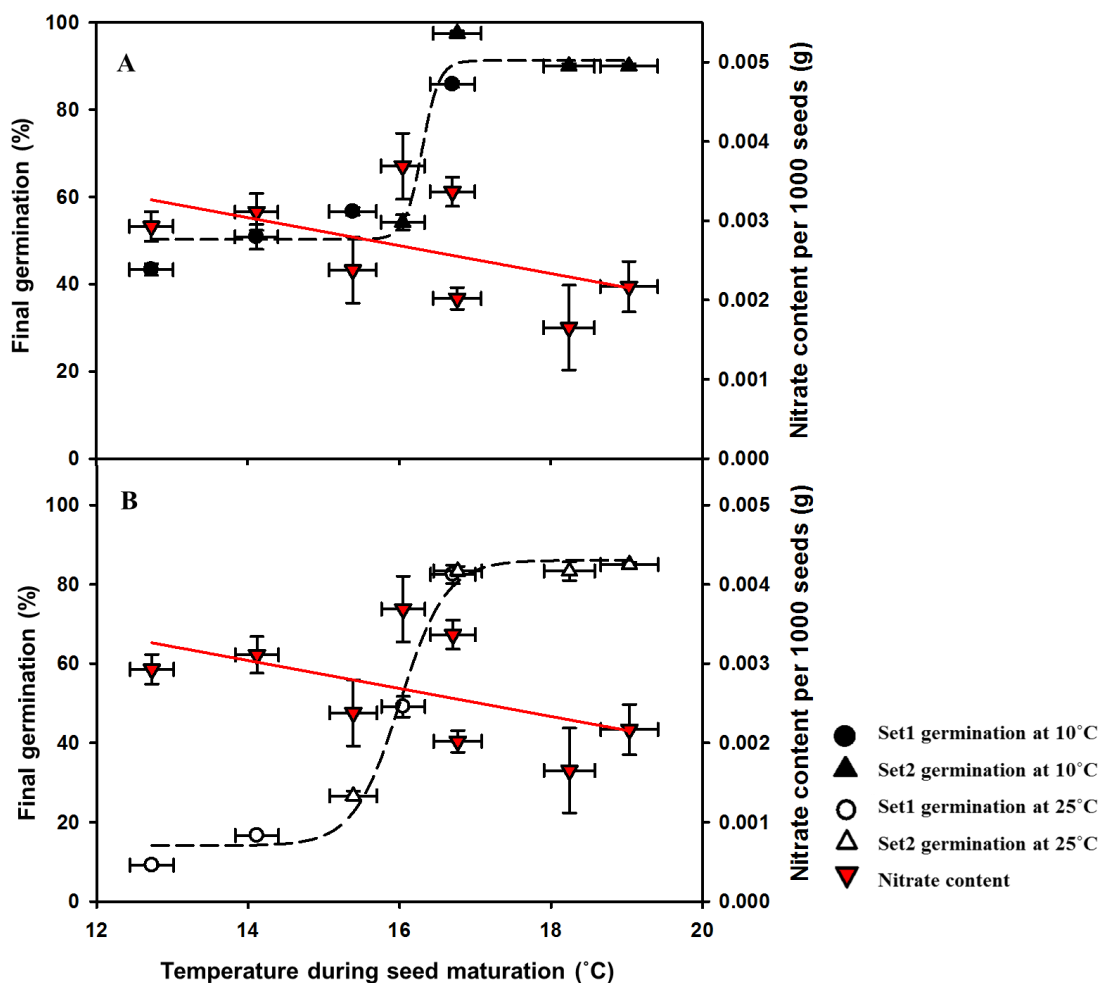 A
100
80
60
40
20
0
Final germination (%)
0.005
0.004
0.003
0.002
0.001
0.000
Nitrate content per 1000 seeds (g)
B
100
80
60
40
20
0
Final germination (%)
0.005
0.004
0.003
0.002
0.001
0.000
Nitrate content per 1000 seeds (g)
12 14 16 18 20
Temperature during seed maturation (˚C)
Set1 germination at 10˚C
Set2 germination at 10˚C
Set1 germination at 25˚C
Set2 germination at 25˚C
Nitrate content